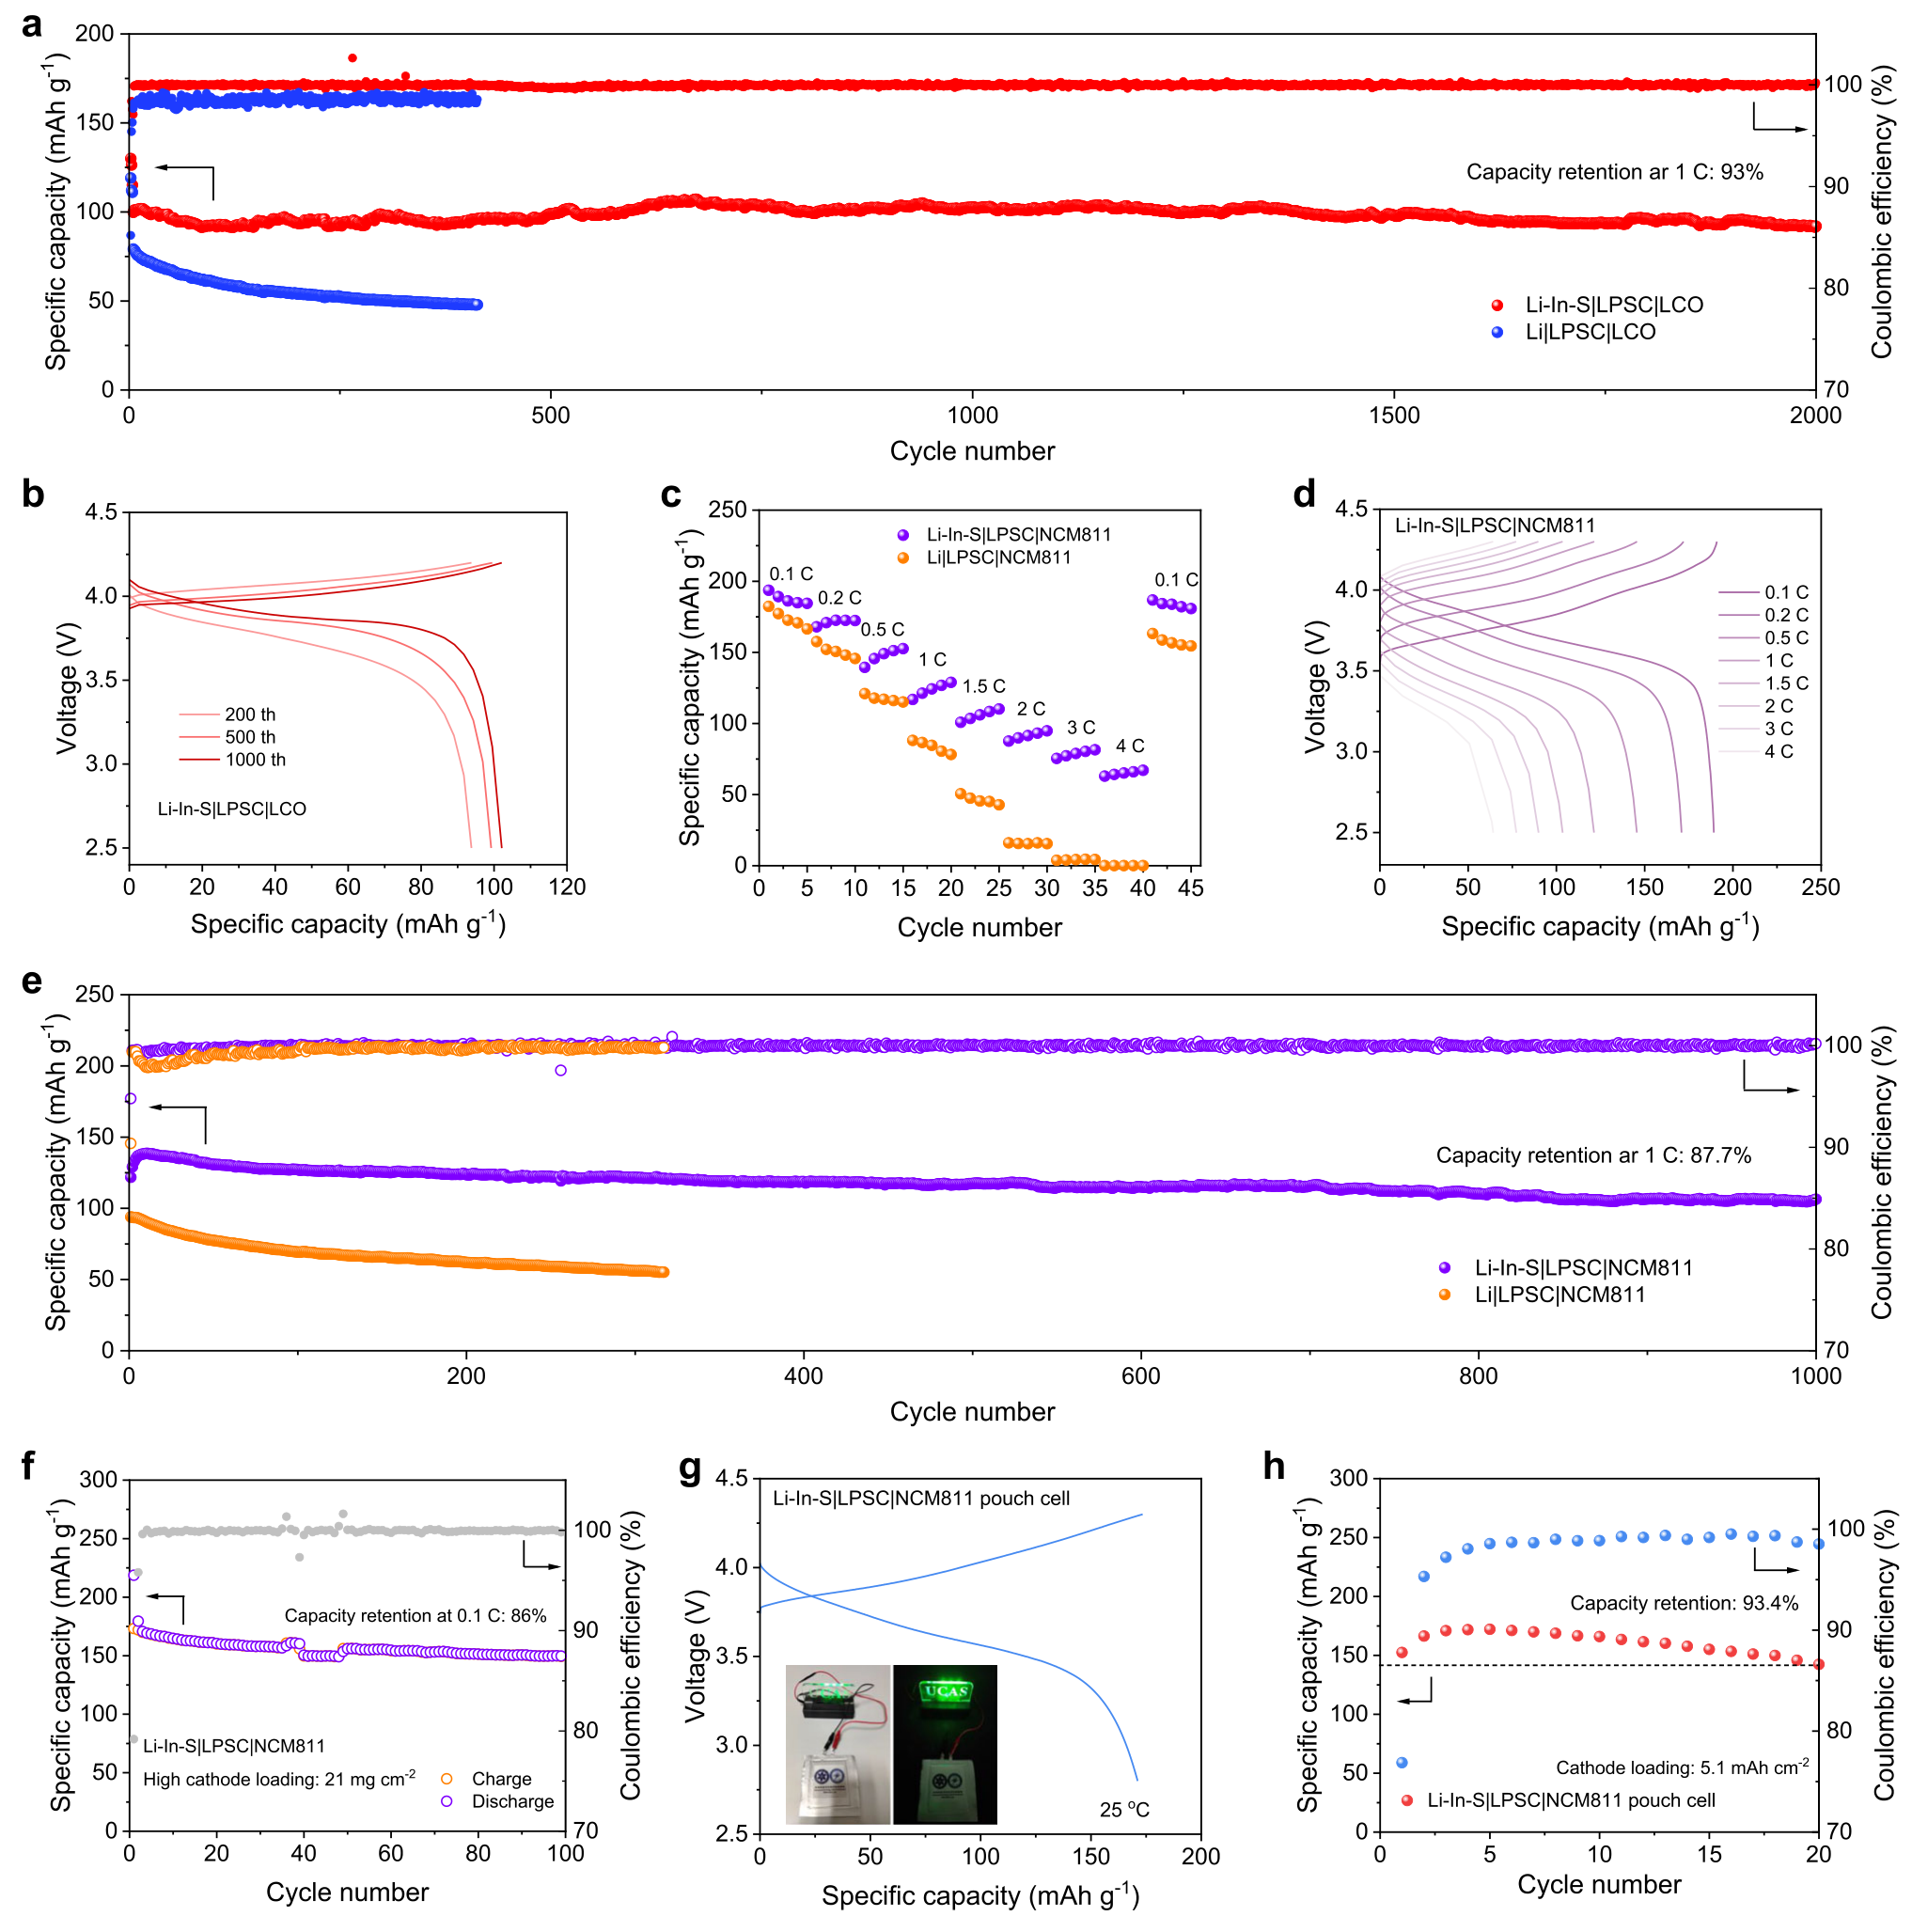 a
200
150
100
50
0
Specific capacity (mAh g-1)
100
90
80
70
Coulombic efficiency (%)
Capacity retention ar 1 C: 93%
Li-In-S|LPSC|LCO
Li|LPSC|LCO
0 500 1000 1500 2000
Cycle number
b
4.5
4.0
3.5
3.0
2.5
Voltage (V)
200 th
500 th
1000 th
Li-In-S|LPSC|LCO
0 20 40 60 80 100 120
Specific capacity (mAh g-1)
c
250
200
150
100
50
0
Specific capacity (mAh g-1)
Li-In-S|LPSC|NCM811
Li|LPSC|NCM811
0.1 C
0.2 C
0.5 C
1 C
1.5 C
2 C
3 C
4 C
0.1 C
0 5 10 15 20 25 30 35 40 45
Cycle number
d
4.5
4.0
3.5
3.0
2.5
Voltage (V)
Li-In-S|LPSC|NCM811
0.1 C
0.2 C
0.5 C
1 C
1.5 C
2 C
3 C
4 C
0 50 100 150 200 250
Specific capacity (mAh g-1)
e
250
200
150
100
50
0
Specific capacity (mAh g-1)
100
90
80
70
Coulombic efficiency (%)
Capacity retention ar 1 C: 87.7%
Li-In-S|LPSC|NCM811
Li|LPSC|NCM811
0 200 400 600 800 1000
Cycle number
f
300
250
200
150
100
50
0
Specific capacity (mAh g-1)
100
90
80
70
Coulombic efficiency (%)
Capacity retention at 0.1 C: 86%
Li-In-S|LPSC|NCM811
High cathode loading: 21 mg cm-2
Charge
Discharge
0 20 40 60 80 100
Cycle number
g
4.5
4.0
3.5
3.0
2.5
Voltage (V)
Li-In-S|LPSC|NCM811 pouch cell
UCAS
25 oC
0 50 100 150 200
Specific capacity (mAh g-1)
h
300
250
200
150
100
50
0
Specific capacity (mAh g-1)
100
90
80
70
Coulombic efficiency (%)
Capacity retention: 93.4%
Cathode loading: 5.1 mAh cm-2
Li-In-S|LPSC|NCM811 pouch cell
0 5 10 15 20
Cycle number